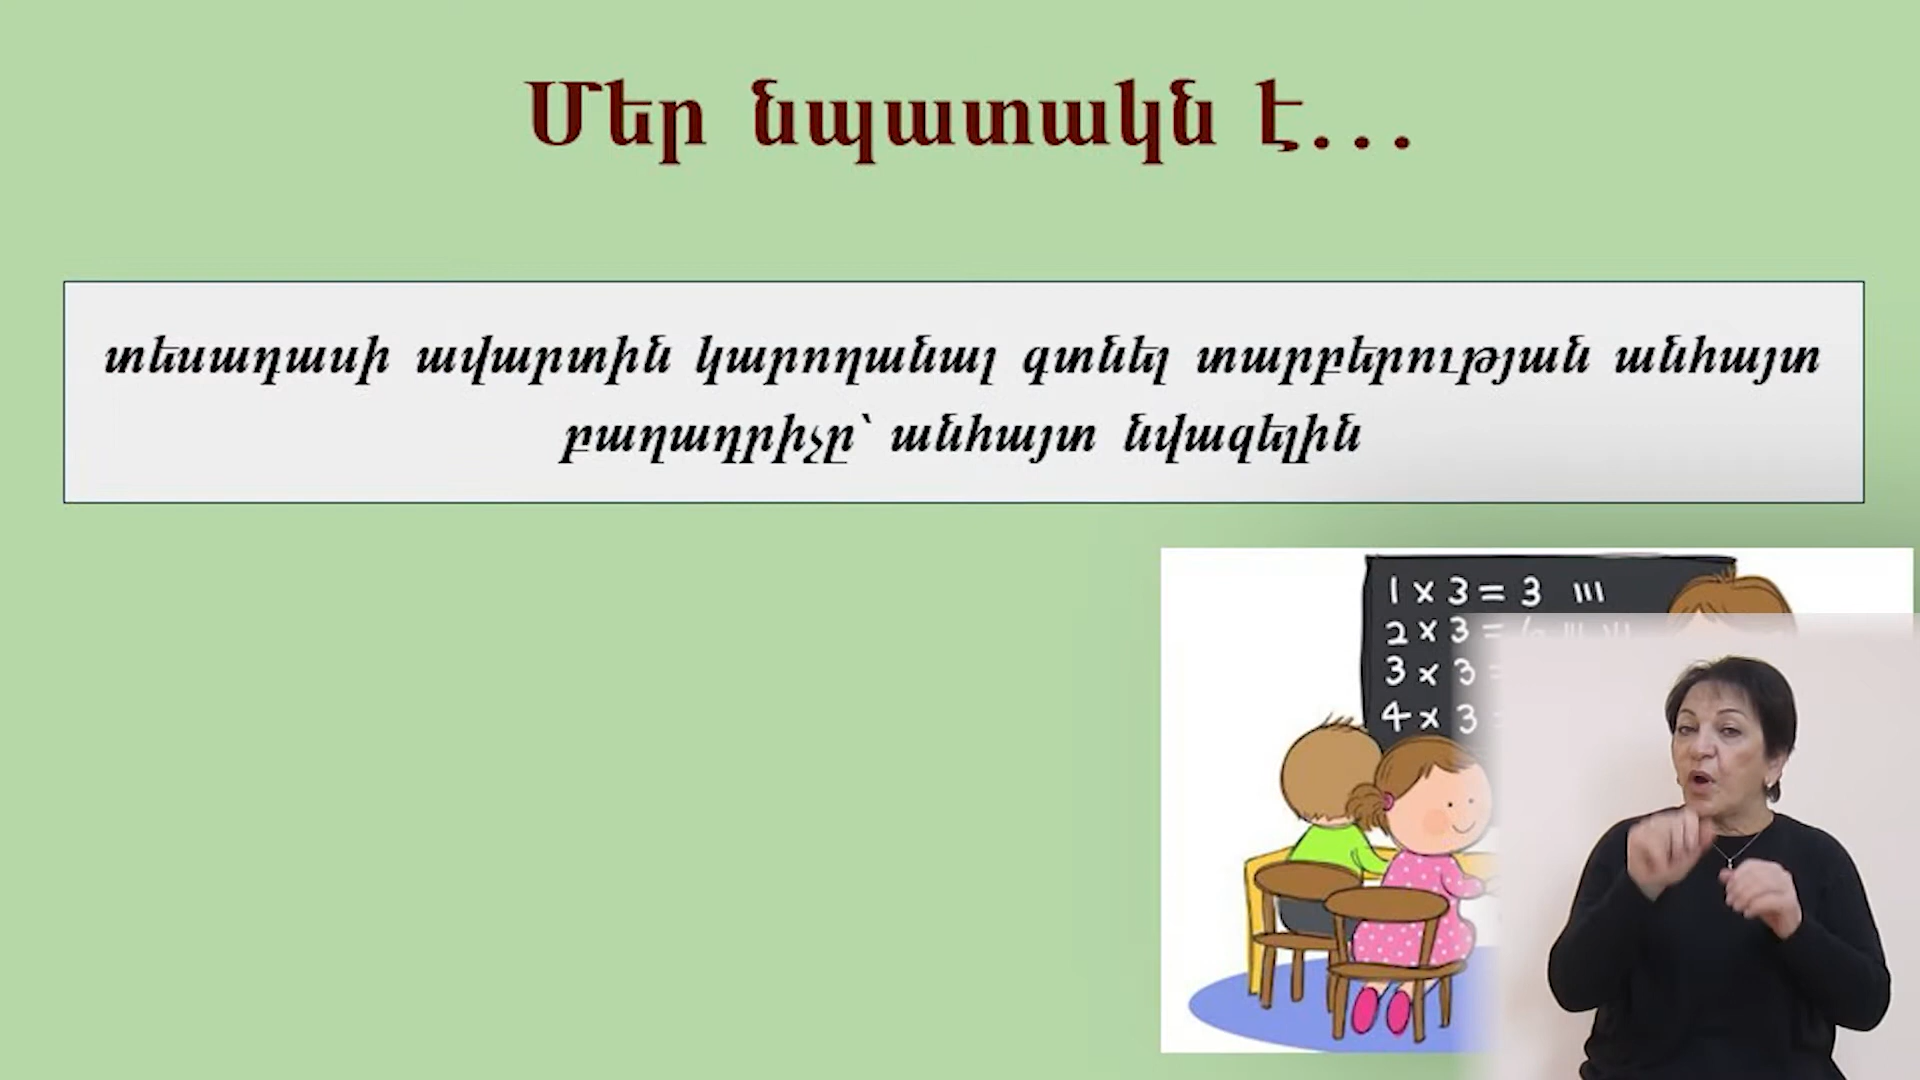 Մեր նպատակն է...
տեսադասի ավարտին կարողանալ գտնել տարբերության անհայտ
բաղադրիչը՝ անհայտ նվազելին
1 x 3 = 3 111
2 x 3 =
3 x 3 =
4 x 3 =